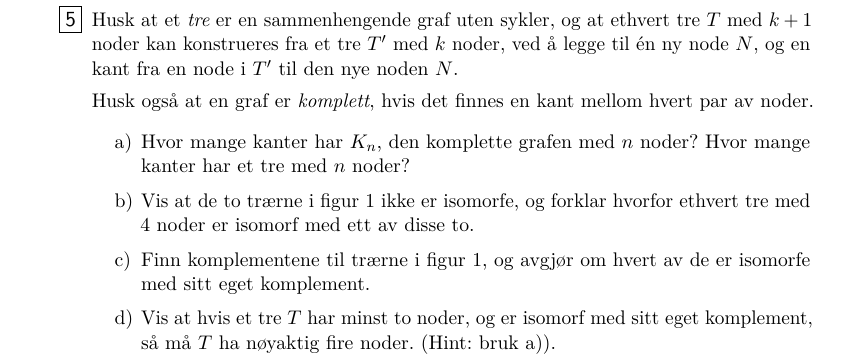 5 Husk at et tre er en sammenhengende graf uten sykler, og at ethvert tre T med k + 1
noder kan konstrueres fra et tre T′ med k noder, ved å legge til én ny node N, og en
kant fra en node i T′ til den nye noden N.
Husk også at en graf er komplett, hvis det finnes en kant mellom hvert par av noder.
a) Hvor mange kanter har Kₙ, den komplette grafen med n noder? Hvor mange
kanter har et tre med n noder?
b) Vis at de to trærne i figur 1 ikke er isomorfe, og forklar hvorfor ethvert tre med
4 noder er isomorf med ett av disse to.
c) Finn komplementene til trærne i figur 1, og avgjør om hvert av de er isomorfe
med sitt eget komplement.
d) Vis at hvis et tre T har minst to noder, og er isomorf med sitt eget komplement,
så må T ha nøyaktig fire noder. (Hint: bruk a)).